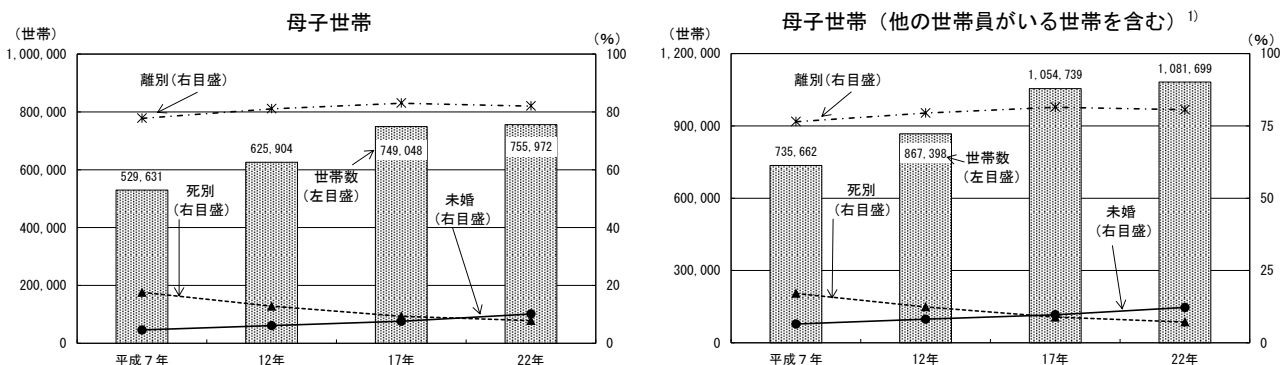 母子世帯
（世帯）
（％）
1,000,000
800,000
600,000
400,000
200,000
0
100
80
60
40
20
0
離別（右目盛）
529,631
625,904
749,048
755,972
死別
（右目盛）
世帯数
（左目盛）
未婚
（右目盛）
平成７年
12年
17年
22年
母子世帯（他の世帯員がいる世帯を含む）1)
（世帯）
（％）
1,200,000
900,000
600,000
300,000
0
100
75
50
25
0
離別（右目盛）
735,662
867,398
1,054,739
1,081,699
死別
（右目盛）
世帯数
（左目盛）
未婚
（右目盛）
平成７年
12年
17年
22年